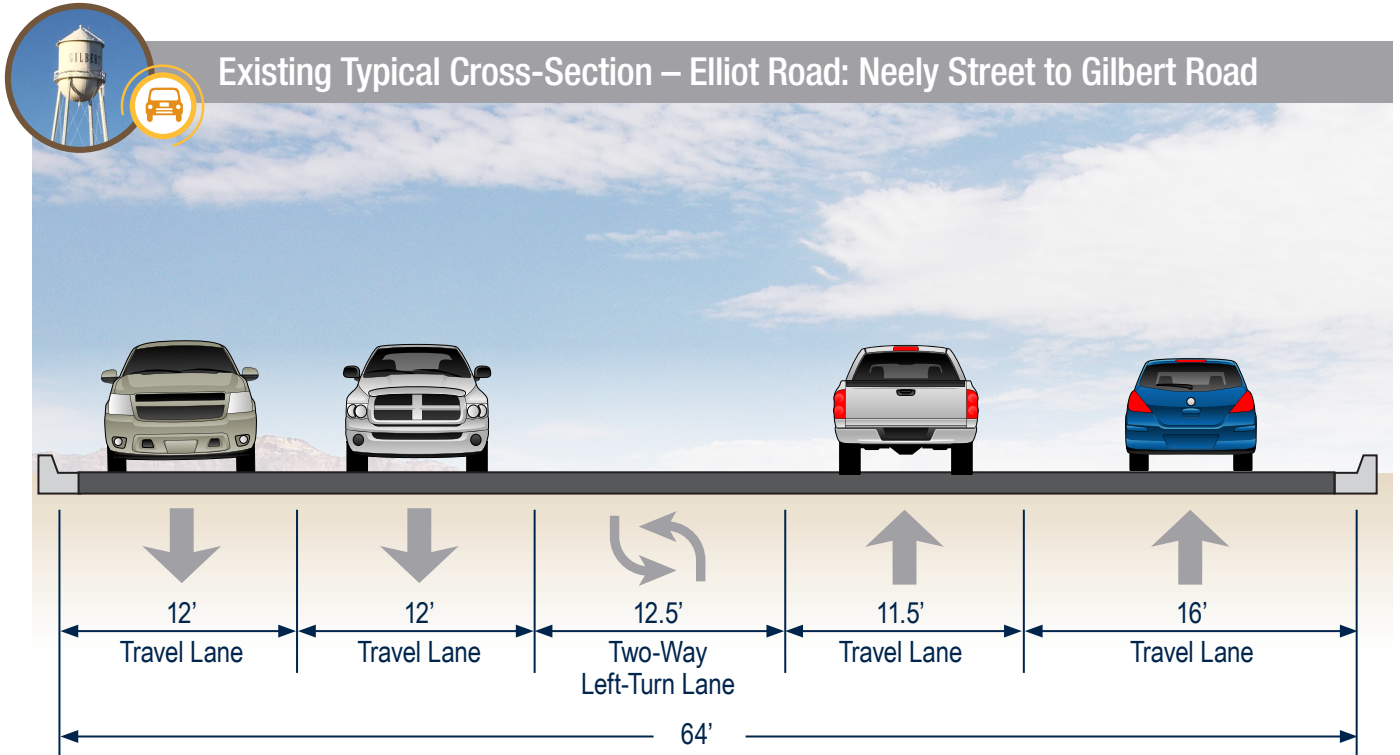 GILBERT
Existing Typical Cross-Section – Elliot Road: Neely Street to Gilbert Road
12’
Travel Lane
12’
Travel Lane
12.5’
Two-Way
Left-Turn Lane
11.5’
Travel Lane
16’
Travel Lane
64’